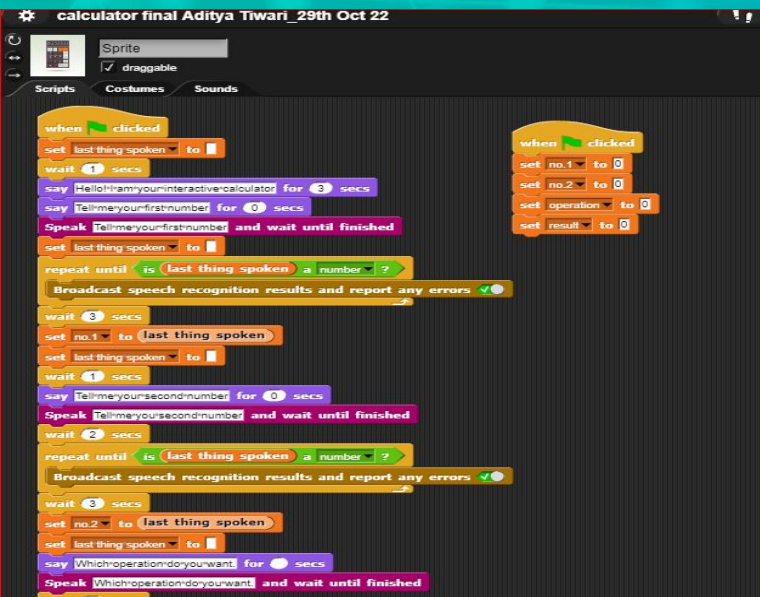 calculator final Aditya Tiwari_29th Oct 22
Sprite
draggable
Scripts Costumes Sounds
when clicked
set last thing spoken to
wait 1 secs
say Hello!·I·am·your·interactive·calculator for 3 secs
say Tell·me·your·first·number for 0 secs
Speak Tell·me·your·first·number and wait until finished
set last thing spoken to
repeat until is last thing spoken a number ?
Broadcast speech recognition results and report any errors
wait 3 secs
set no.1 to last thing spoken
set last thing spoken to
wait 1 secs
say Tell·me·your·second·number for 0 secs
Speak Tell·me·you·second·number and wait until finished
wait 2 secs
repeat until is last thing spoken a number ?
Broadcast speech recognition results and report any errors
wait 3 secs
set no.2 to last thing spoken
set last thing spoken to
say Which·operation·do·you·want. for secs
Speak Which·operation·do·you·want. and wait until finished
when clicked
set no.1 to 0
set no.2 to 0
set operation to 0
set result to 0